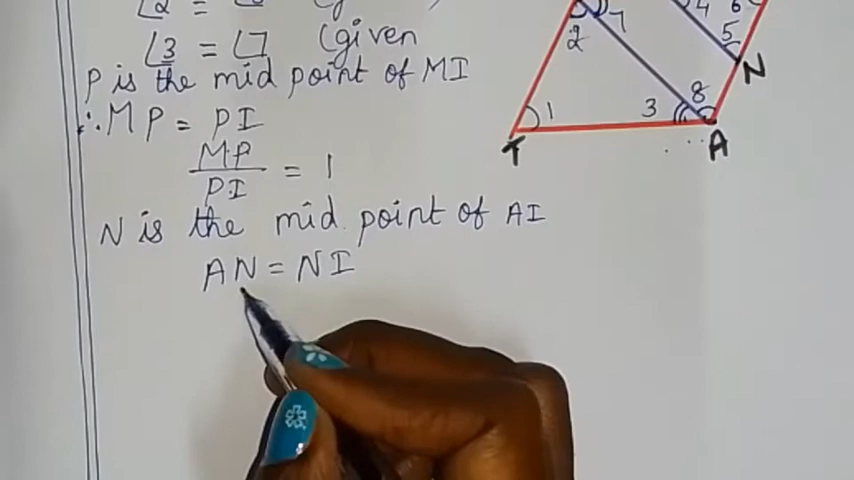 ∠3 = ∠7 (given
P is the mid point of MI
∴ MP = PI
MP/PI = 1
N is the mid point of AI
AN = NI
2 7 4 6
5
N
1 3 8
T A